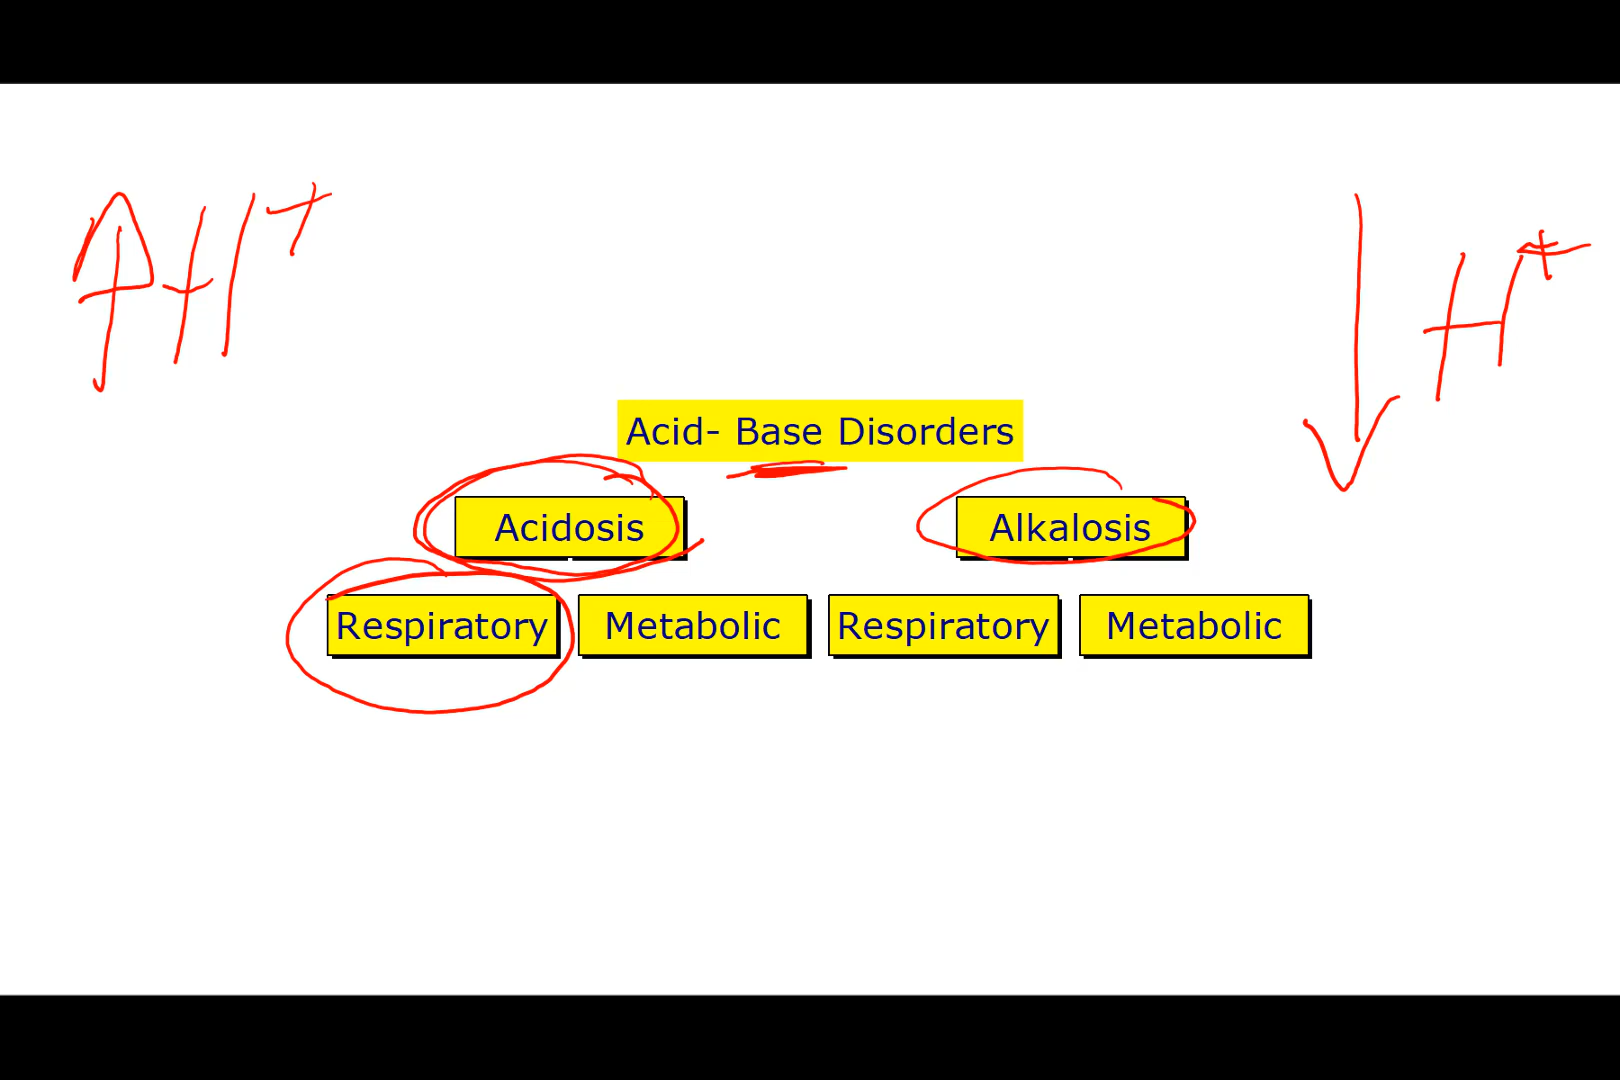 ↑H⁺
↓H⁺
Acid- Base Disorders
Acidosis
Alkalosis
Respiratory
Metabolic
Respiratory
Metabolic